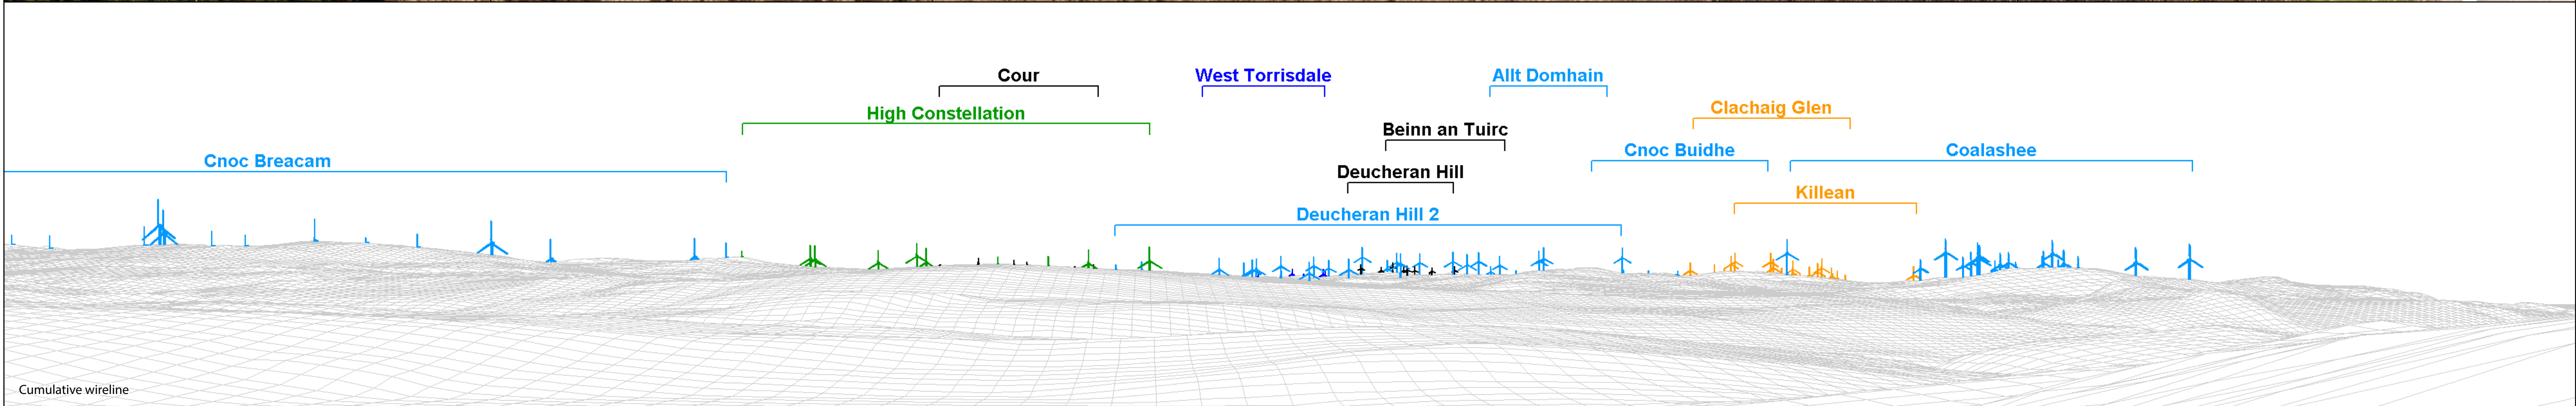 Cour
West Torrisdale
Allt Domhain
High Constellation
Clachaig Glen
Beinn an Tuirc
Cnoc Breacam
Cnoc Buidhe
Coalashee
Deucheran Hill
Killean
Deucheran Hill 2
Cumulative wireline